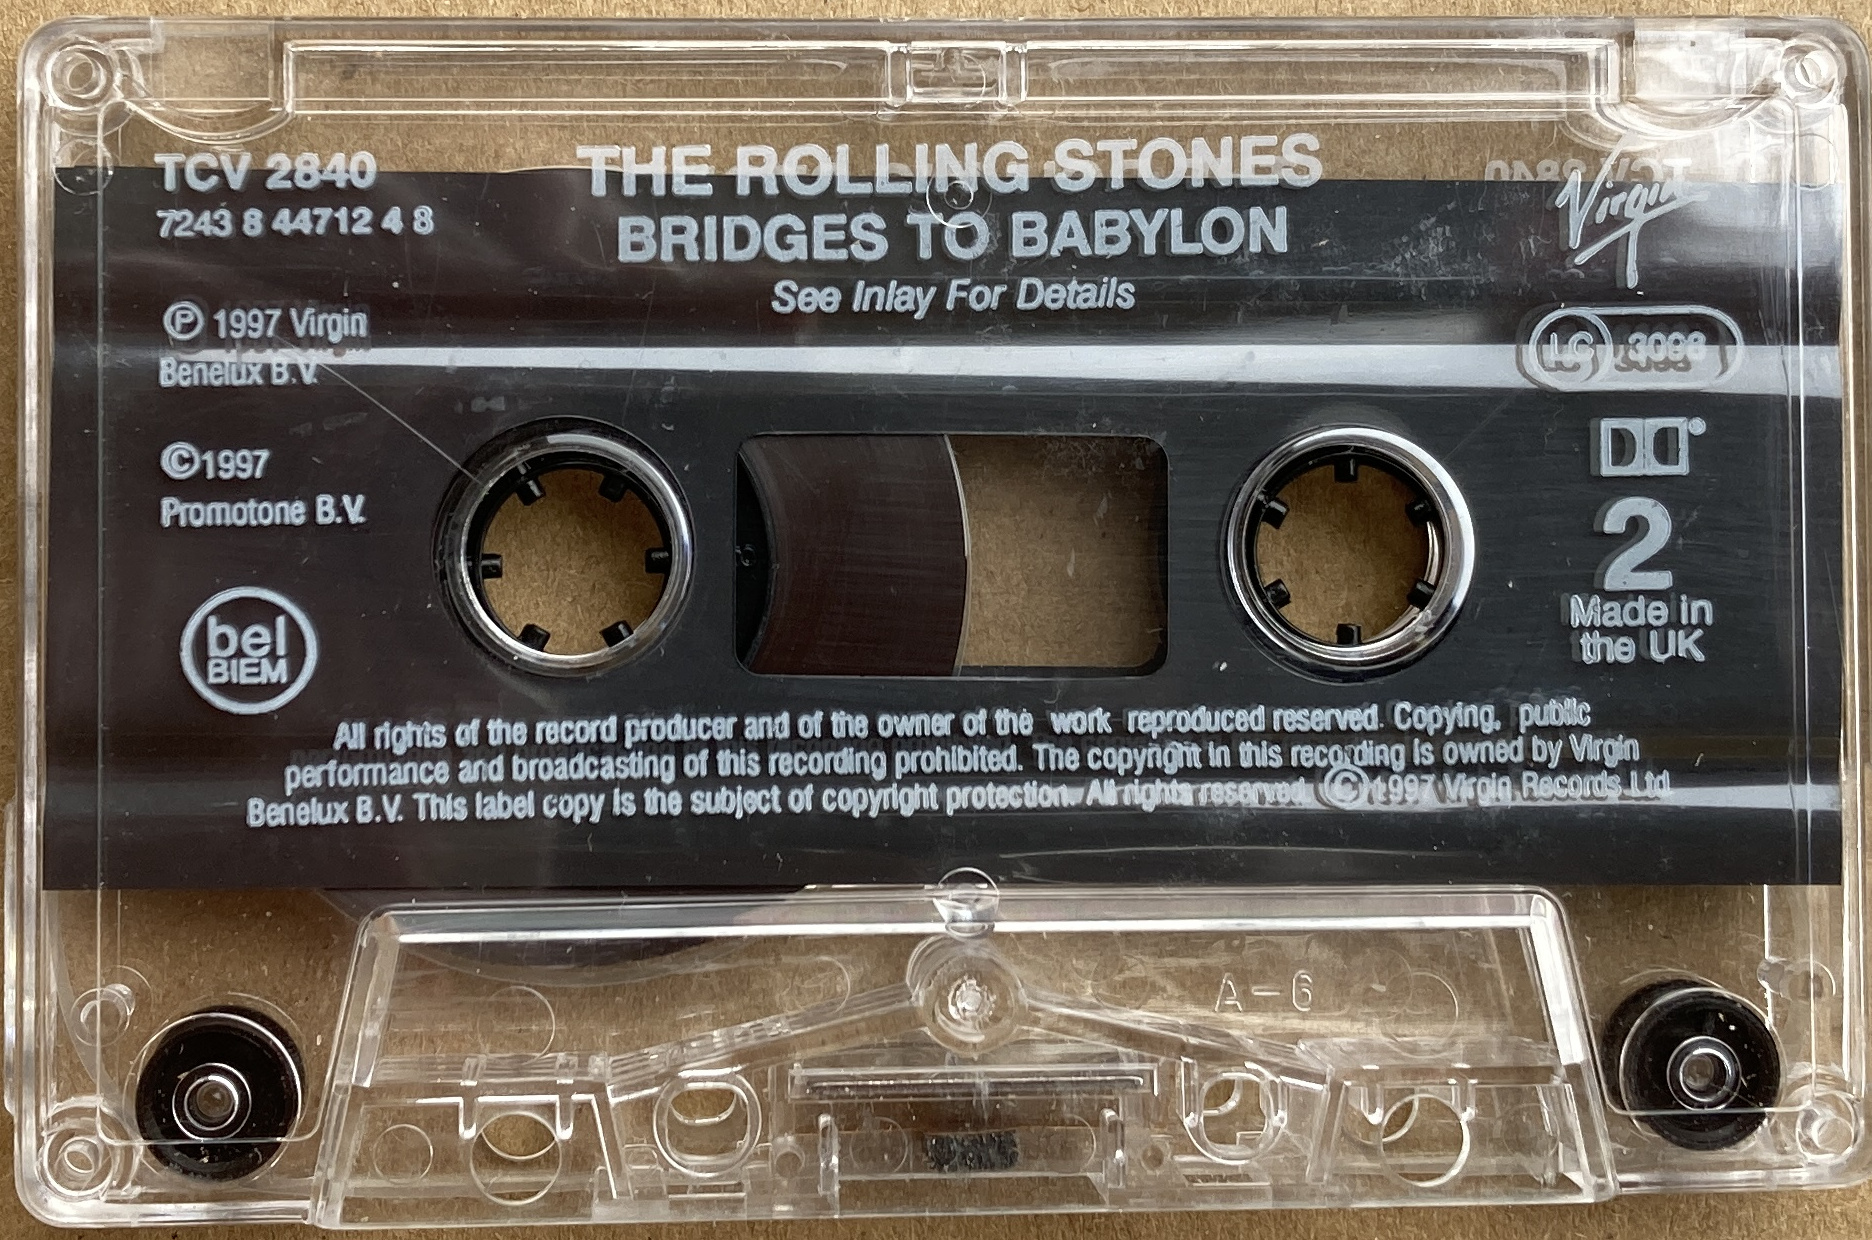 TCV 2840
7243 8 44712 4 8
THE ROLLING STONES
BRIDGES TO BABYLON
See Inlay For Details
Virgin
TCV 2840
℗ 1997 Virgin
Benelux B.V.
©1997
Promotone B.V.
bel
BIEM
LC 3098
2
Made in
the UK
All rights of the record producer and of the owner of the work reproduced reserved. Copying, public
performance and broadcasting of this recording prohibited. The copyright in this recording is owned by Virgin
Benelux B.V. This label copy is the subject of copyright protection. All rights reserved. © 1997 Virgin Records Ltd
A-6